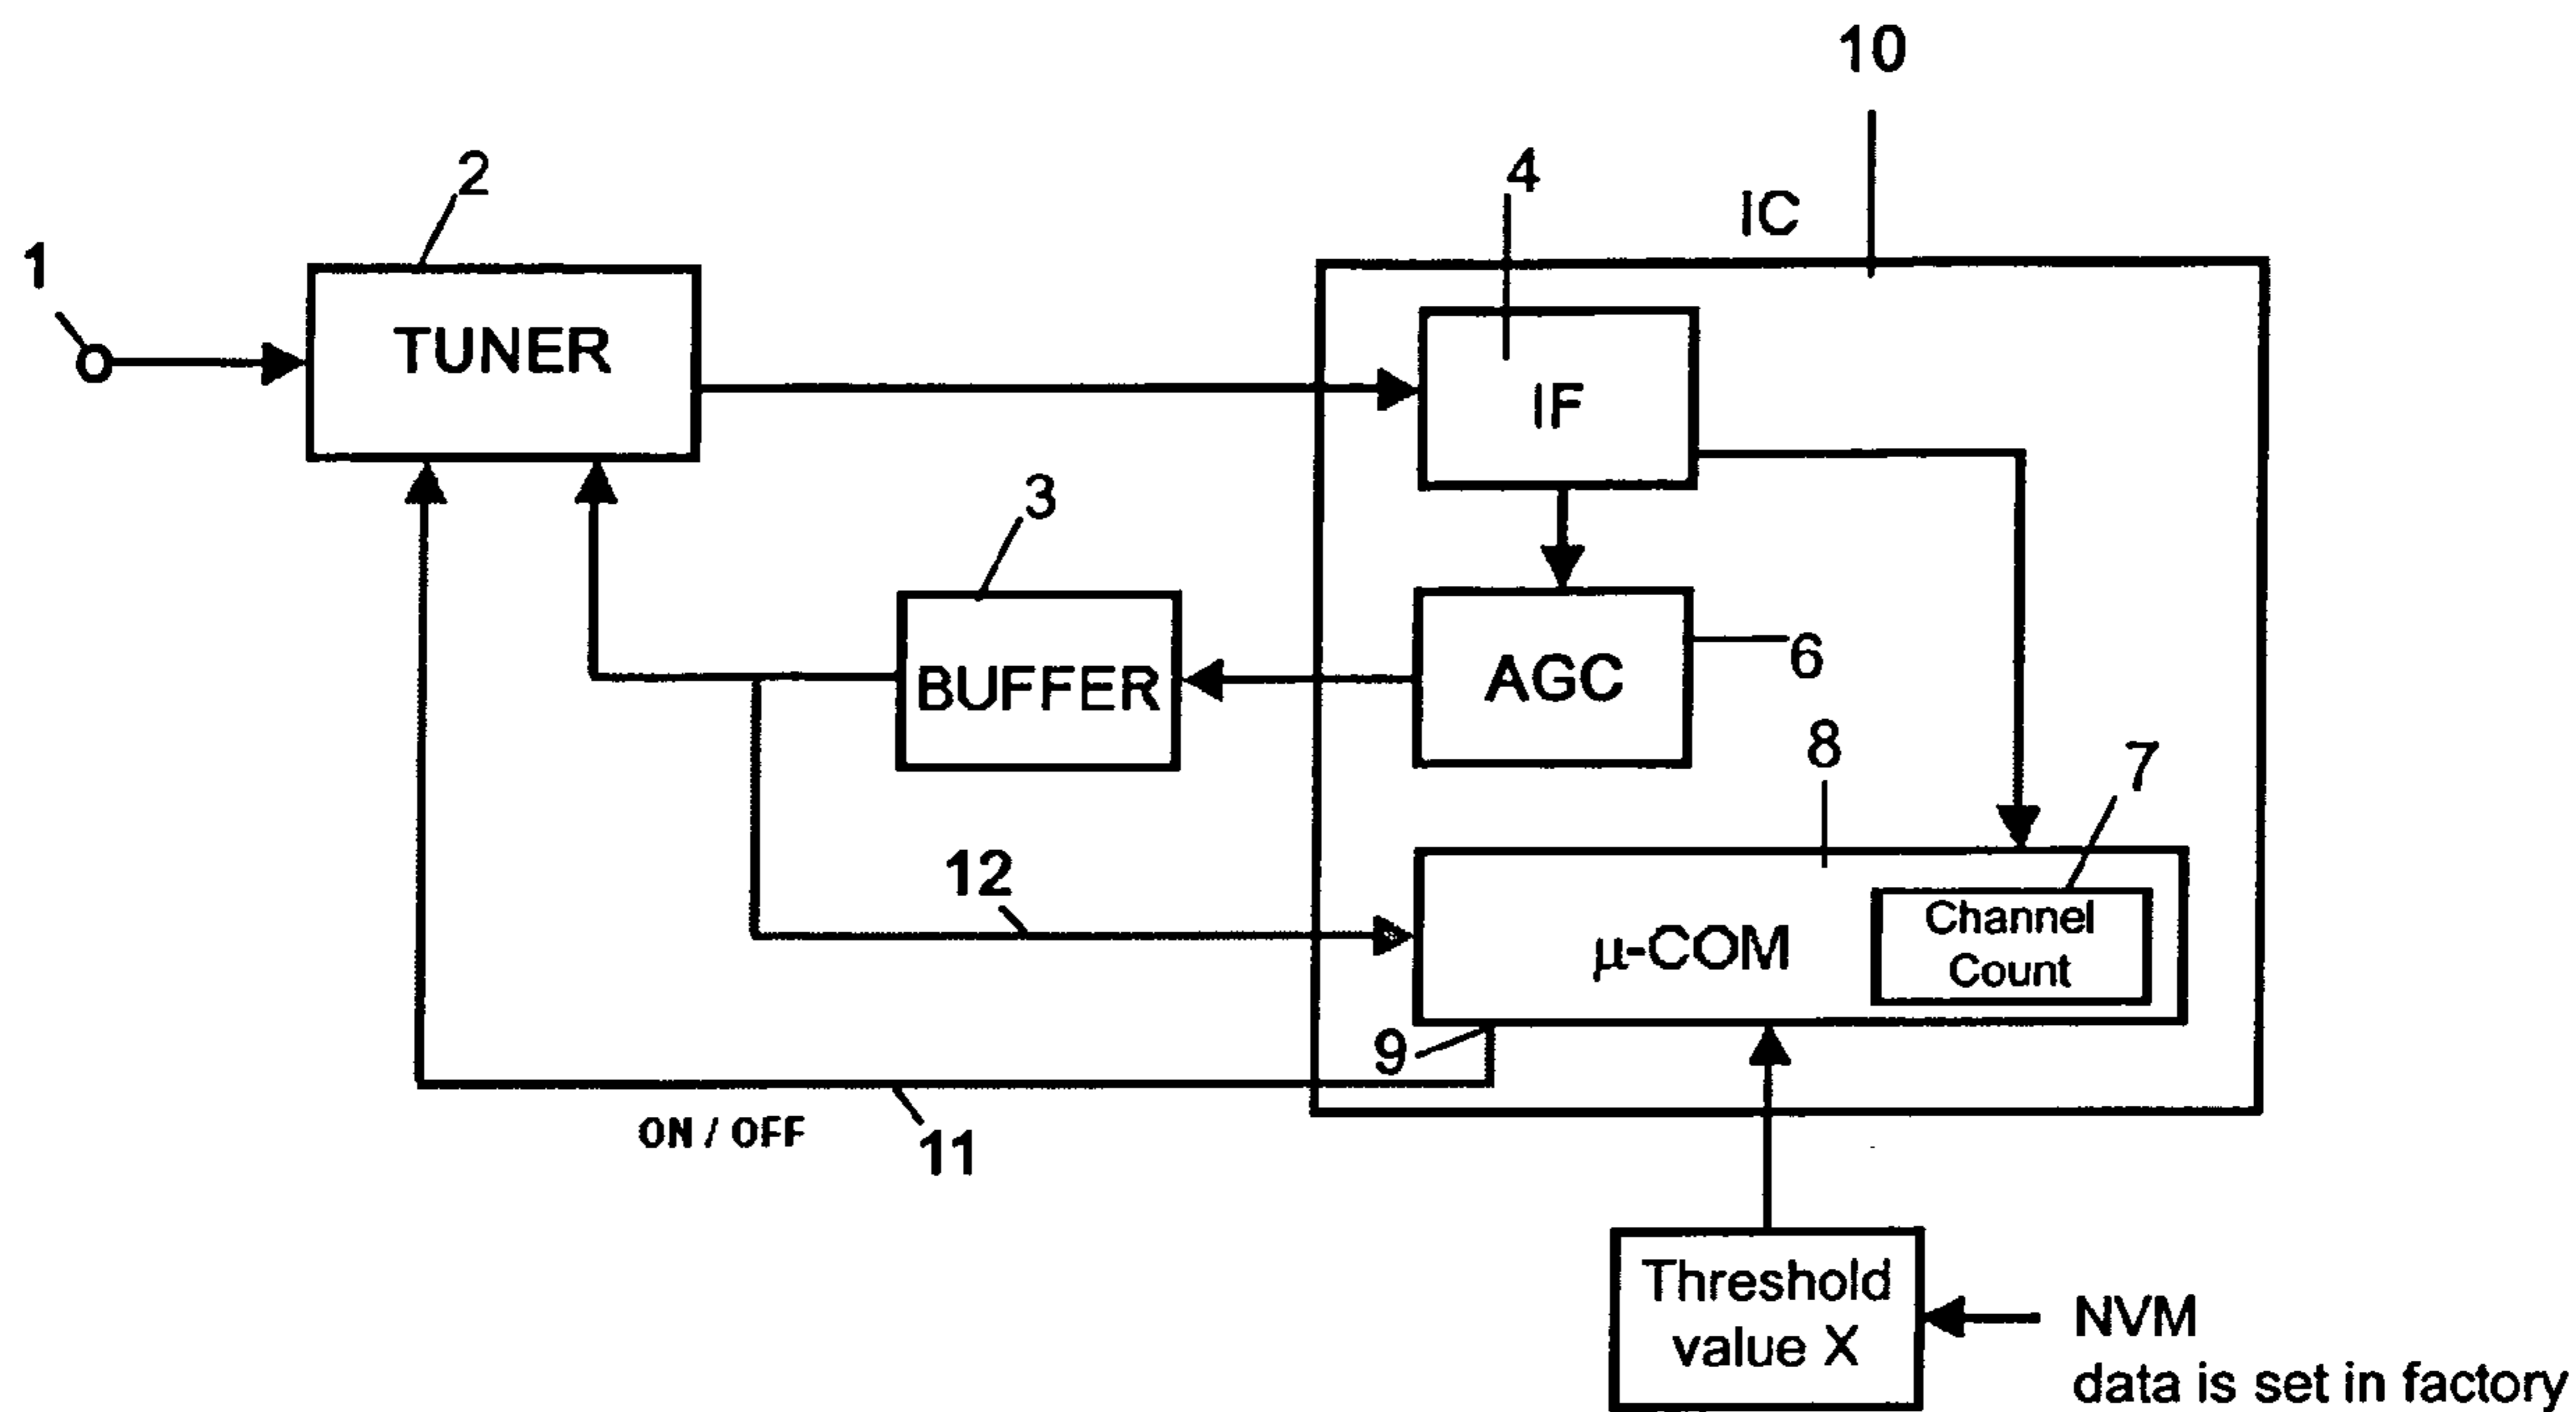 10
2
4
IC
1
TUNER
IF
3
BUFFER
AGC
6
8
7
12
µ-COM
Channel
Count
9
ON / OFF
11
Threshold
value X
NVM
data is set in factory